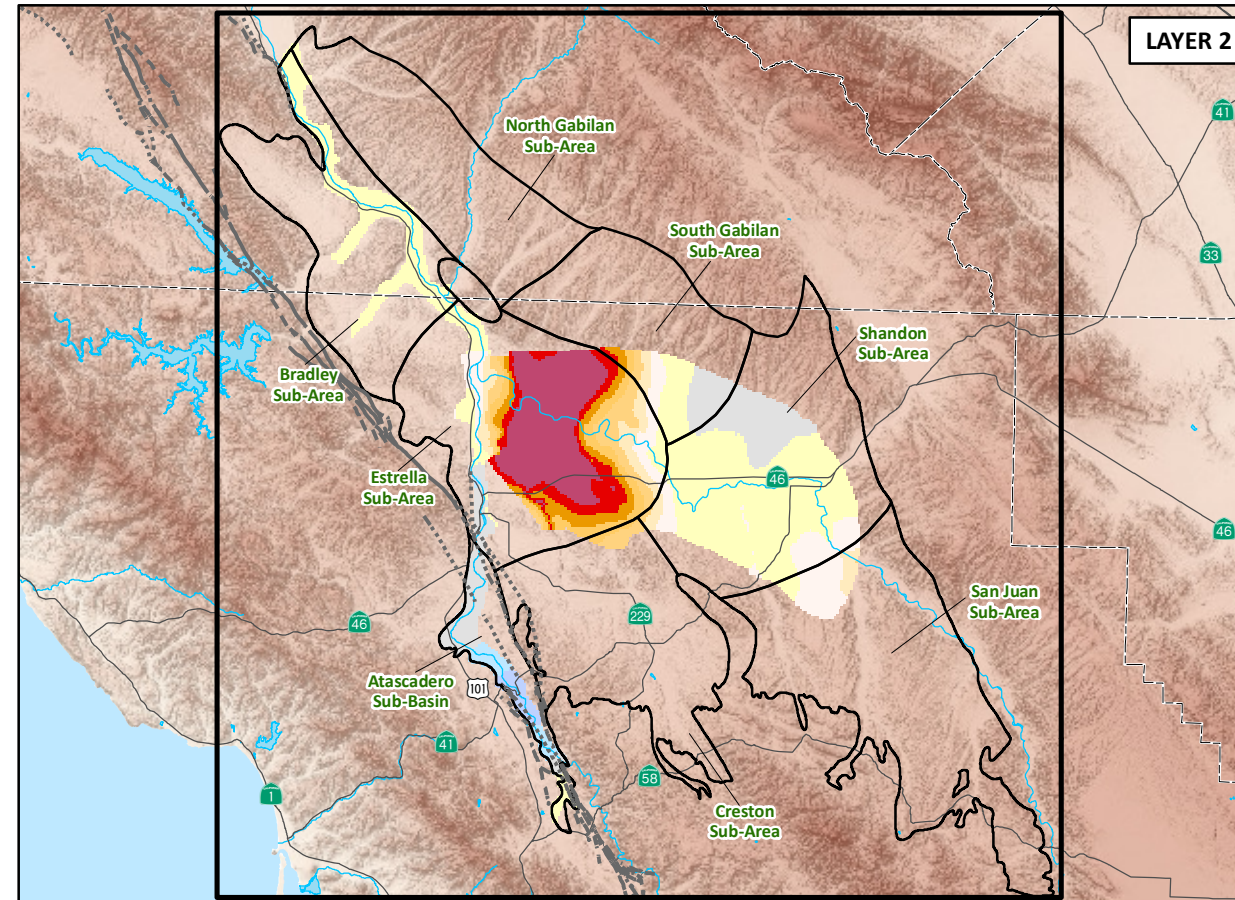 LAYER 2
41
North Gabilan
Sub-Area
South Gabilan
Sub-Area
33
Shandon
Sub-Area
Bradley
Sub-Area
Estrella
Sub-Area
46
46
San Juan
Sub-Area
46
229
Atascadero
Sub-Basin
101
41
58
1
Creston
Sub-Area